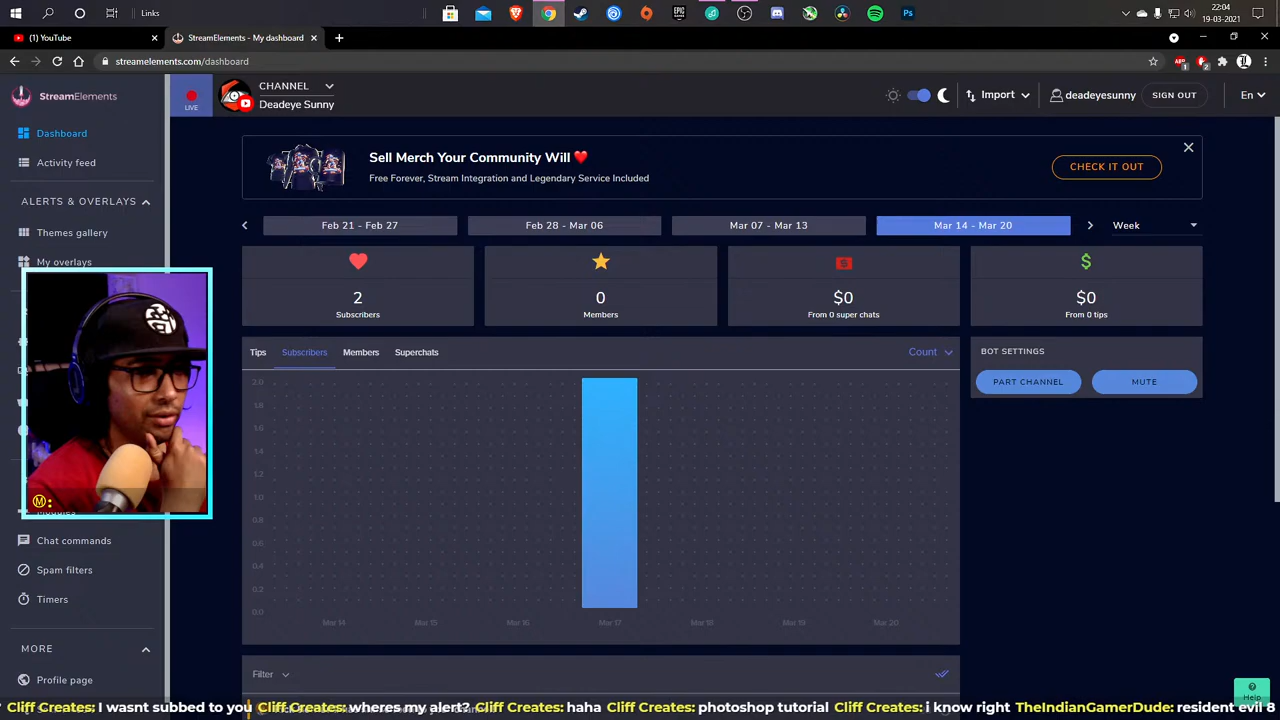 Links
22:04
19-03-2021
(1) YouTube
StreamElements - My dashboard
streamelements.com/dashboard
StreamElements
LIVE
CHANNEL
Deadeye Sunny
Import
deadeyesunny
SIGN OUT
En
Dashboard
Activity feed
ALERTS & OVERLAYS
Themes gallery
My overlays
Chat commands
Spam filters
Timers
MORE
Profile page
Sell Merch Your Community Will ❤️
Free Forever, Stream Integration and Legendary Service Included
CHECK IT OUT
Feb 21 - Feb 27
Feb 28 - Mar 06
Mar 07 - Mar 13
Mar 14 - Mar 20
Week
2
Subscribers
0
Members
$0
From 0 super chats
$0
From 0 tips
Tips
Subscribers
Members
Superchats
Count
BOT SETTINGS
PART CHANNEL
MUTE
2.0
1.8
1.6
1.4
1.2
1.0
0.8
0.6
0.4
0.2
0.0
Mar 14
Mar 15
Mar 16
Mar 17
Mar 18
Mar 19
Mar 20
Filter
Help
Cliff Creates: I wasnt subbed to you Cliff Creates: wheres my alert? Cliff Creates: haha Cliff Creates: photoshop tutorial Cliff Creates: i know right TheIndianGamerDude: resident evil 8